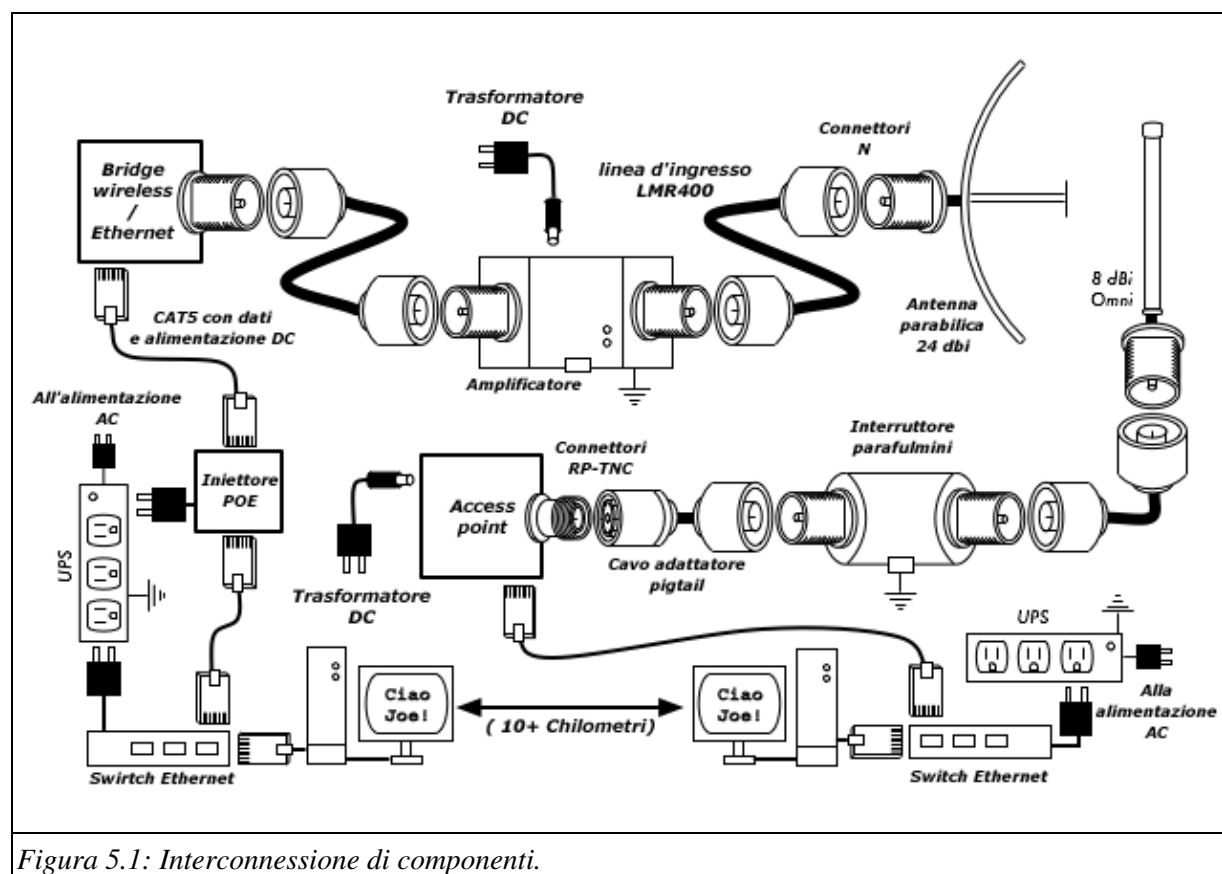 Trasformatore
DC
Connettori
N
Bridge
wireless
/
Ethernet
linea d'ingresso
LMR400
8 dBi
Omni
CAT5 con dati
e alimentazione DC
Antenna
parabilica
24 dbi
Amplificatore
All'alimentazione
AC
Interruttore
parafulmini
Connettori
RP-TNC
Iniettore
POE
Access
point
UPS
Cavo adattatore
pigtail
Trasformatore
DC
UPS
Ciao
Joe!
( 10+ Chilometri)
Ciao
Joe!
Alla
alimentazione
AC
Swirtch Ethernet
Switch Ethernet
Figura 5.1: Interconnessione di componenti.